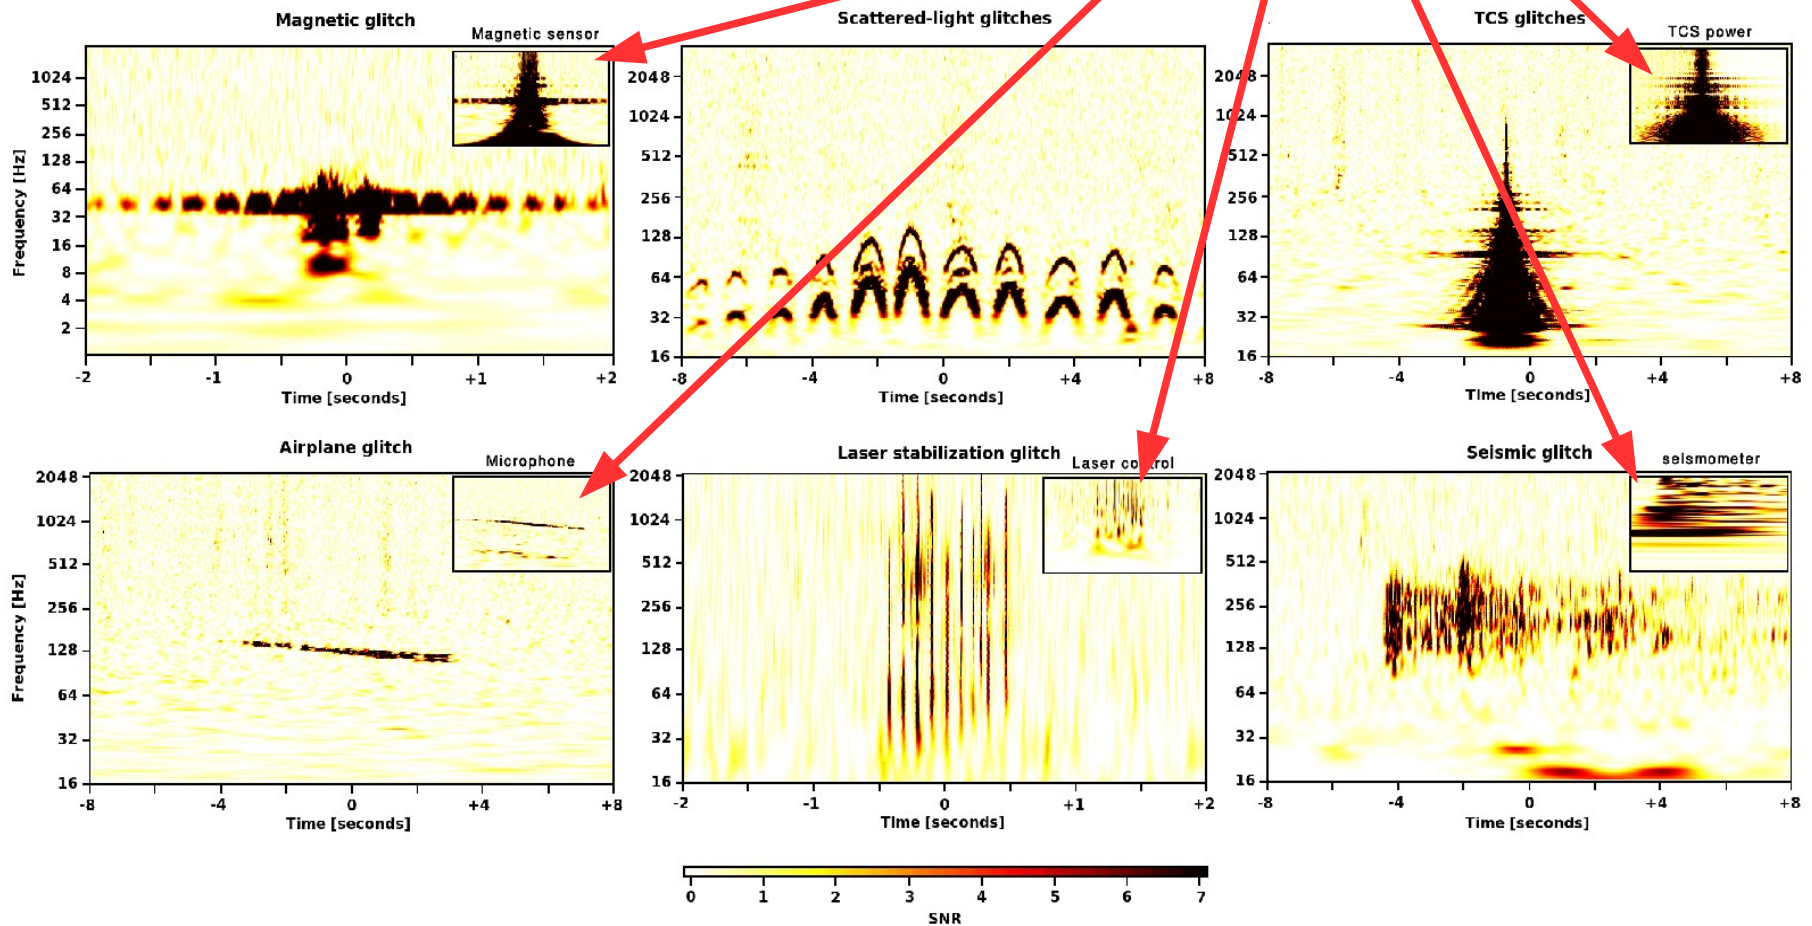 Magnetic glitch
Magnetic sensor
Frequency [Hz]
1024
512
256
128
64
32
16
8
4
2
-2 -1 0 +1 +2
Time [seconds]
Scattered-light glitches
2048
1024
512
256
128
64
32
16
-8 -4 0 +4 +8
Time [seconds]
TCS glitches
TCS power
2048
1024
512
256
128
64
32
16
-8 -4 0 +4 +8
Time [seconds]
Airplane glitch
Microphone
Frequency [Hz]
2048
1024
512
256
128
64
32
16
-8 -4 0 +4 +8
Time [seconds]
Laser stabilization glitch
Laser control
2048
1024
512
256
128
64
32
16
-2 -1 0 +1 +2
Time [seconds]
Seismic glitch
seismometer
2048
1024
512
256
128
64
32
16
-8 -4 0 +4 +8
Time [seconds]
0 1 2 3 4 5 6 7
SNR